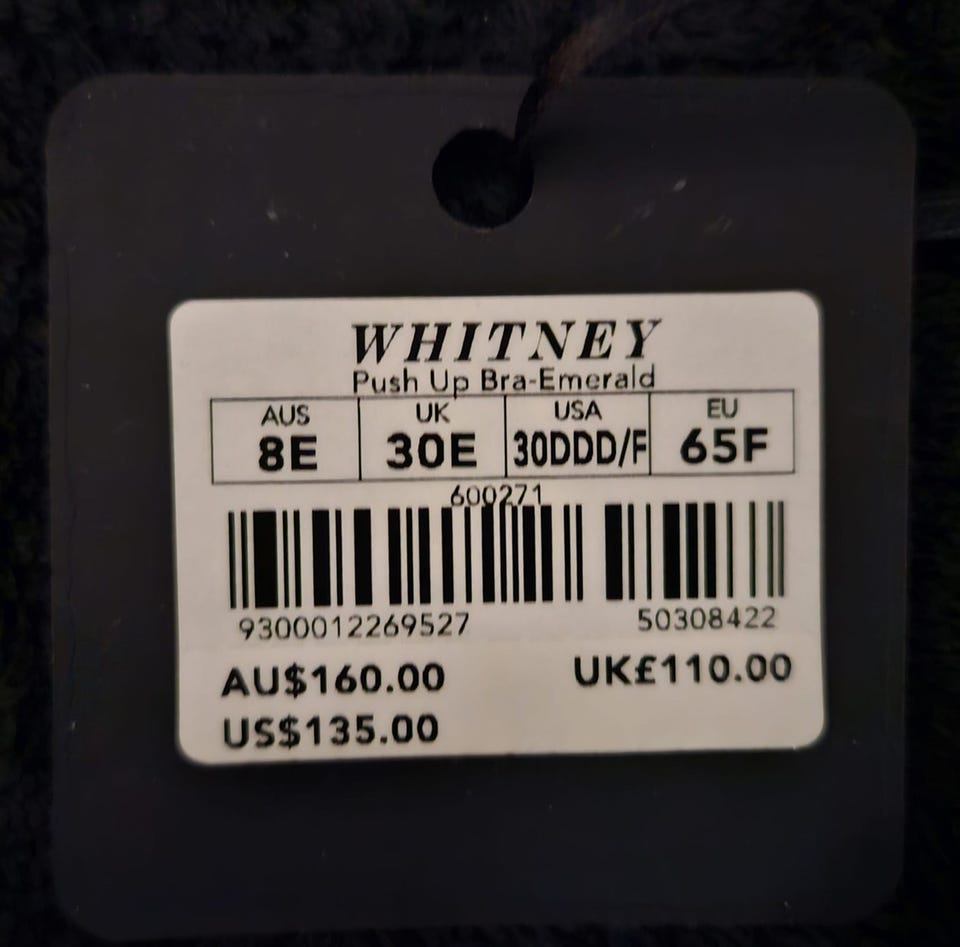 WHITNEY
Push Up Bra-Emerald
AUS UK USA EU
8E 30E 30DDD/F 65F
600271
9300012269527 50308422
AU$160.00 UK£110.00
US$135.00